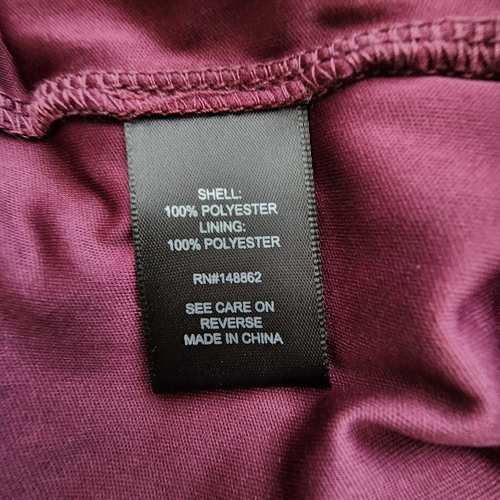 SHELL:
100% POLYESTER
LINING:
100% POLYESTER
RN#148862
SEE CARE ON
REVERSE
MADE IN CHINA